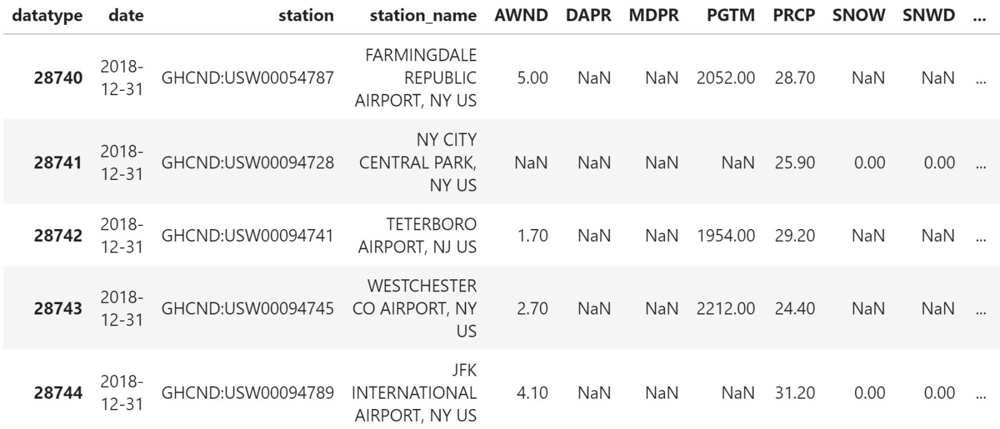 datatype date station station_name AWND DAPR MDPR PGTM PRCP SNOW SNWD ...
28740 2018-12-31 GHCND:USW00054787 FARMINGDALE REPUBLIC AIRPORT, NY US 5.00 NaN NaN 2052.00 28.70 NaN NaN ...
28741 2018-12-31 GHCND:USW00094728 NY CITY CENTRAL PARK, NY US NaN NaN NaN NaN 25.90 0.00 0.00 ...
28742 2018-12-31 GHCND:USW00094741 TETERBORO AIRPORT, NJ US 1.70 NaN NaN 1954.00 29.20 NaN NaN ...
28743 2018-12-31 GHCND:USW00094745 WESTCHESTER CO AIRPORT, NY US 2.70 NaN NaN 2212.00 24.40 NaN NaN ...
28744 2018-12-31 GHCND:USW00094789 JFK INTERNATIONAL AIRPORT, NY US 4.10 NaN NaN NaN 31.20 0.00 0.00 ...